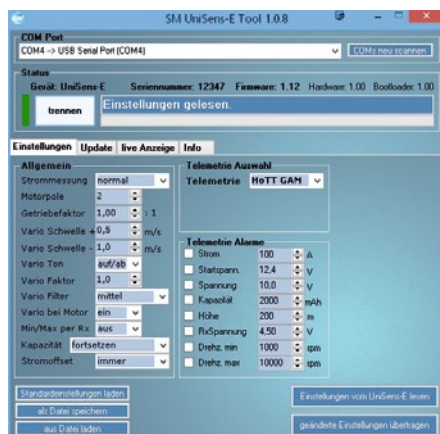 SM UniSens-E Tool 1.0.8
COM Port
COM4 -> USB Serial Port (COM4)
COMs neu scannen
Status
Gerät: UniSens-E Seriennummer: 12347 Firmware: 1.12 Hardware: 1.00 Bootloader: 1.00
trennen
Einstellungen gelesen.
Einstellungen Update live Anzeige Info
Allgemein
Strommessung normal
Motorpole 2
Getriebefaktor 1,00 : 1
Vario Schwelle + 0,5 m/s
Vario Schwelle - 1,0 m/s
Vario Ton auf/ab
Vario Faktor 1,0
Vario Filter mittel
Vario bei Motor ein
Min/Max per Rx aus
Kapazität fortsetzen
Stromoffset immer
Telemetrie Auswahl
Telemetrie HoTT GAM
Telemetrie Alarme
Strom 100 A
Startspann. 12,4 V
Spannung 10,0 V
Kapazität 2000 mAh
Höhe 200 m
RxSpannung 4,50 V
Drehz. min 1000 rpm
Drehz. max 10000 rpm
Standardeinstellungen laden
als Datei speichern
aus Datei laden
Einstellungen vom UniSens-E lesen
geänderte Einstellungen übertragen